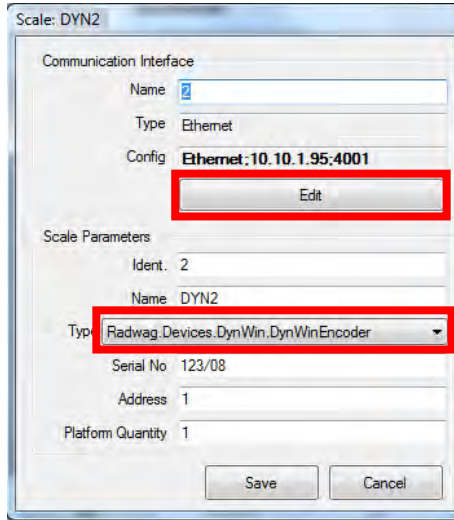 Scale: DYN2
Communication Interface
Name 2
Type Ethernet
Config Ethernet;10.10.1.95;4001
Edit
Scale Parameters
Ident. 2
Name DYN2
Type Radwag.Devices.DynWin.DynWinEncoder
Serial No 123/08
Address 1
Platform Quantity 1
Save Cancel